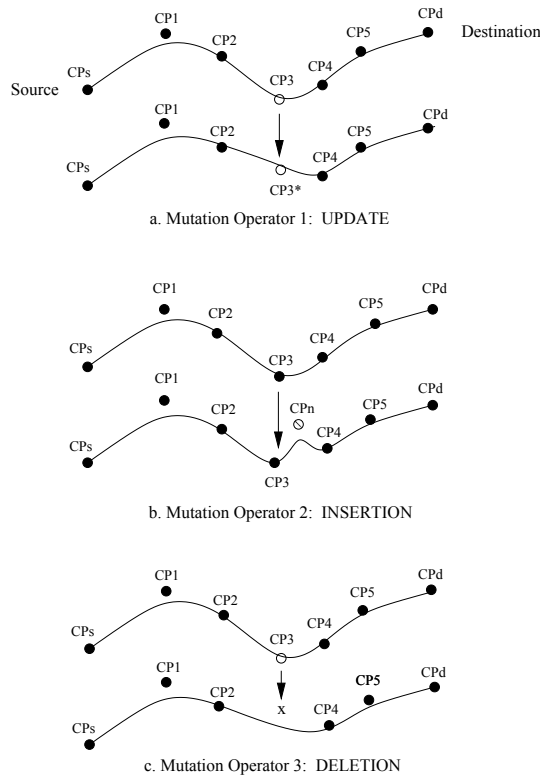 CP1
CPd
CP2
CP5
Destination
CPs
CP3
CP4
Source
CP1
CP5
CPd
CP2
CP4
CPs
CP3*
a. Mutation Operator 1: UPDATE
CP1
CPd
CP2
CP5
CP4
CPs
CP3
CP1
CPd
CP5
CP2
CPn
CP4
CPs
CP3
b. Mutation Operator 2: INSERTION
CP1
CPd
CP5
CP2
CP4
CPs
CP3
CP1
CP5
CPd
CP2
x
CP4
CPs
c. Mutation Operator 3: DELETION